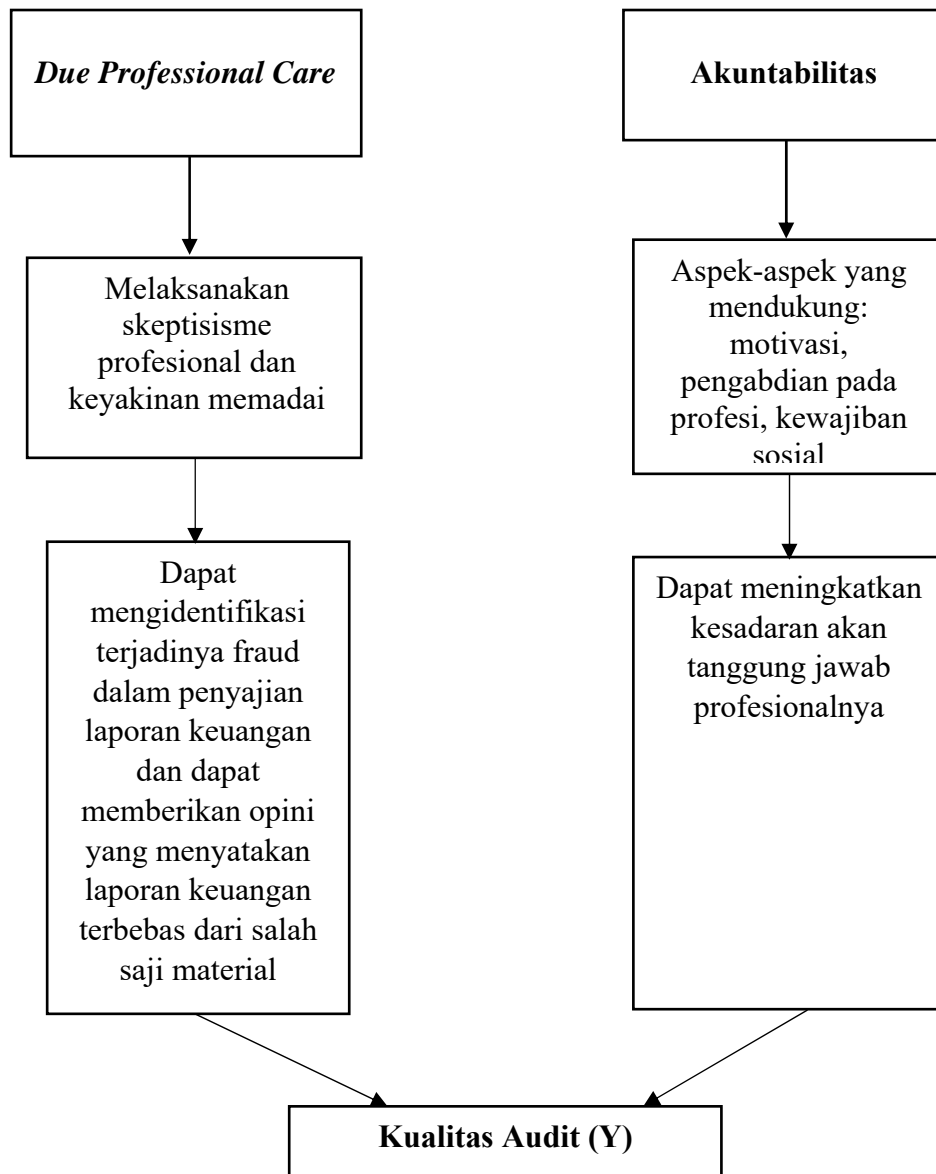 Due Professional Care
Akuntabilitas
Melaksanakan
skeptisisme
profesional dan
keyakinan memadai
Aspek-aspek yang
mendukung:
motivasi,
pengabdian pada
profesi, kewajiban
sosial
Dapat
mengidentifikasi
terjadinya fraud
dalam penyajian
laporan keuangan
dan dapat
memberikan opini
yang menyatakan
laporan keuangan
terbebas dari salah
saji material
Dapat meningkatkan
kesadaran akan
tanggung jawab
profesionalnya
Kualitas Audit (Y)